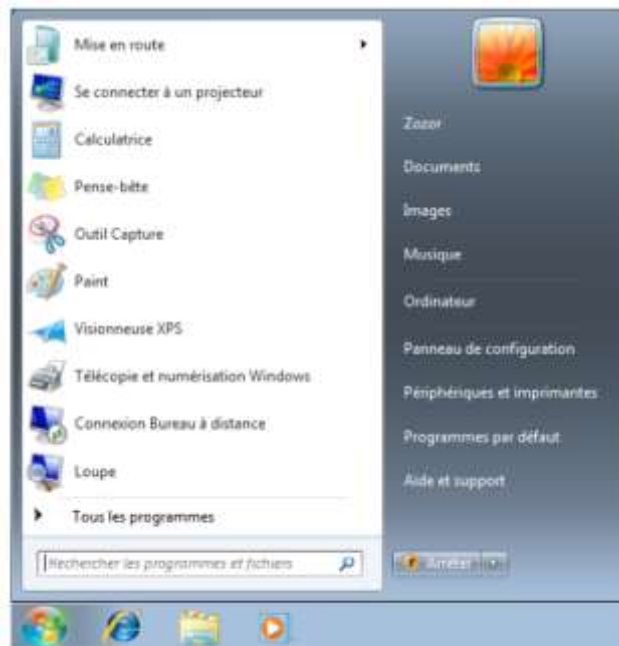 Mise en route
Se connecter à un projecteur
Calculatrice
Pense-bête
Outil Capture
Paint
Visionneuse XPS
Télécopie et numérisation Windows
Connexion Bureau à distance
Loupe
Tous les programmes
Rechercher les programmes et fichiers
Zozor
Documents
Images
Musique
Ordinateur
Panneau de configuration
Périphériques et imprimantes
Programmes par défaut
Aide et support
Arrêter